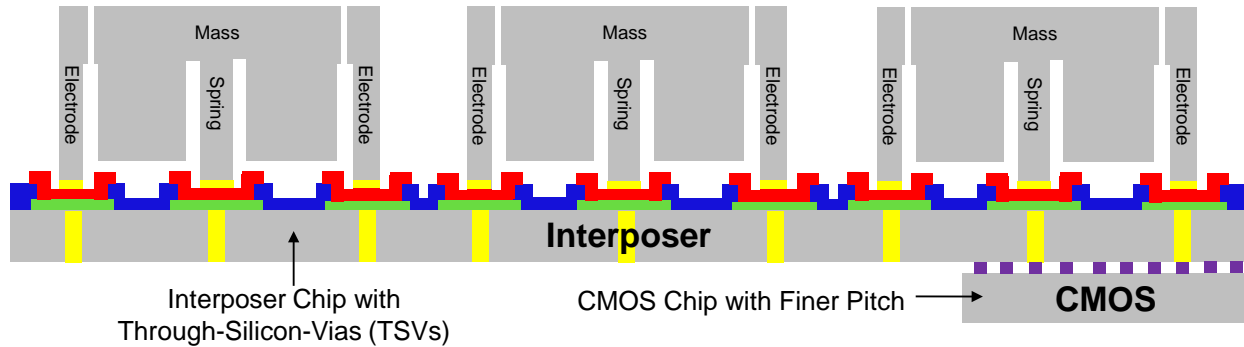 Mass
Mass
Mass
Electrode
Spring
Electrode
Electrode
Spring
Electrode
Electrode
Spring
Electrode
Interposer
Interposer Chip with
Through-Silicon-Vias (TSVs)
CMOS Chip with Finer Pitch
CMOS